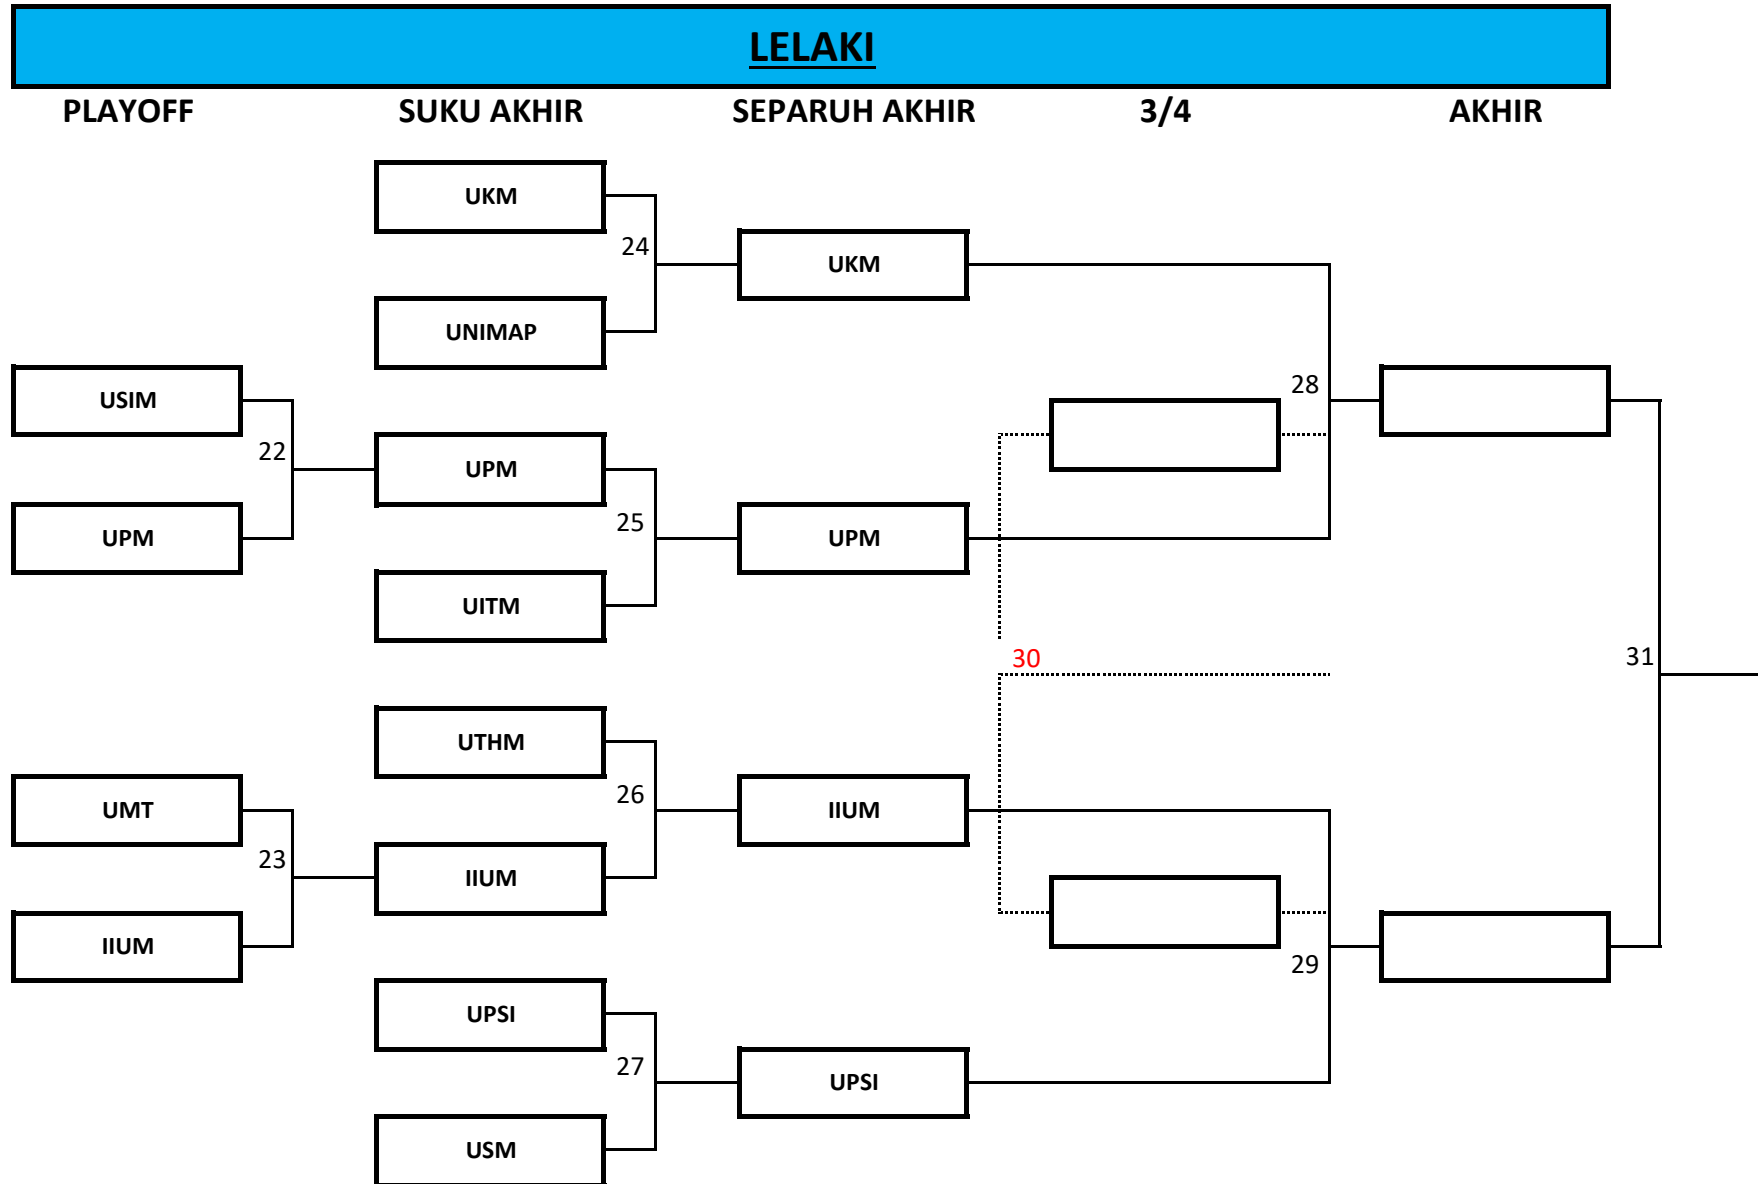 LELAKI
PLAYOFF SUKU AKHIR SEPARUH AKHIR 3/4 AKHIR
UKM
24
UKM
UNIMAP
USIM
28
22
UPM
UPM
25
UPM
UITM
30
31
UTHM
UMT
26
IIUM
23
IIUM
IIUM
29
UPSI
27
UPSI
USM